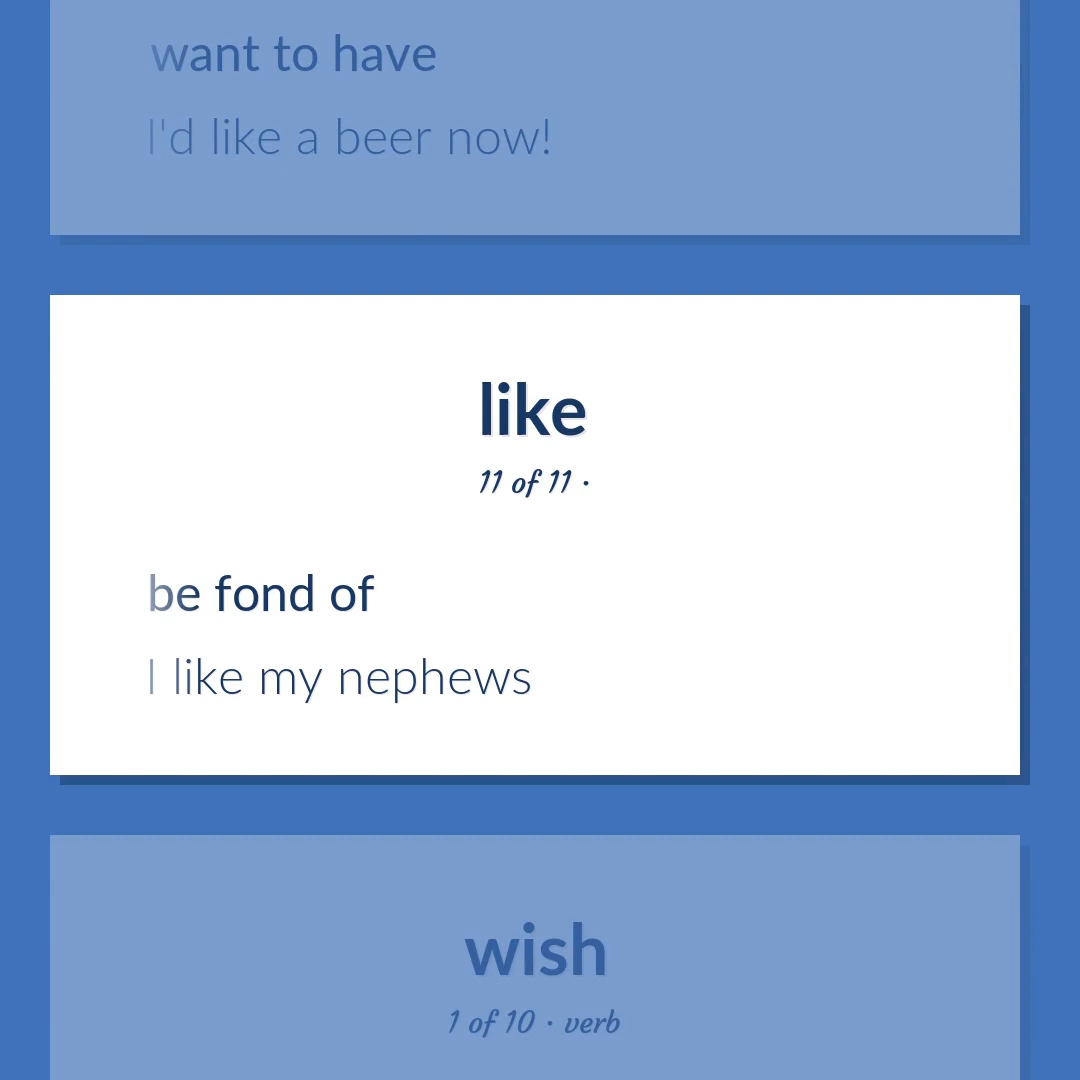 want to have
I'd like a beer now!
like
11 of 11 ·
be fond of
I like my nephews
wish
1 of 10 · verb